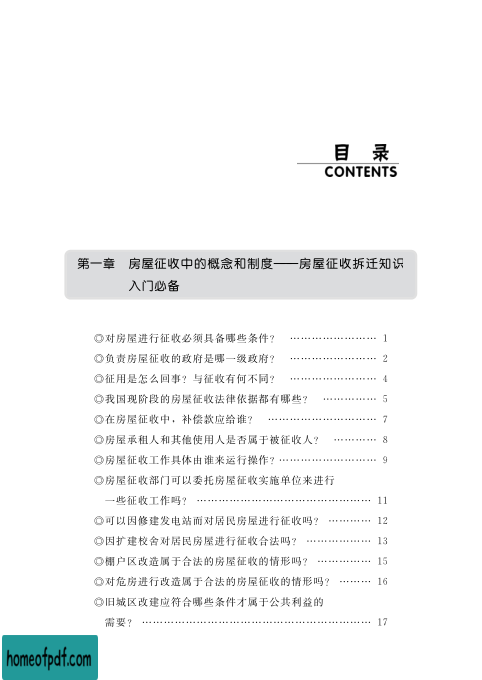 目 录
CONTENTS
第一章 房屋征收中的概念和制度——房屋征收拆迁知识
入门必备
◎对房屋进行征收必须具备哪些条件? …………………… 1
◎负责房屋征收的政府是哪一级政府? …………………… 2
◎征用是怎么回事?与征收有何不同? …………………… 4
◎我国现阶段的房屋征收法律依据都有哪些? …………… 5
◎在房屋征收中,补偿款应给谁? ………………………… 7
◎房屋承租人和其他使用人是否属于被征收人? ………… 8
◎房屋征收工作具体由谁来运行操作?……………………… 9
◎房屋征收部门可以委托房屋征收实施单位来进行
一些征收工作吗? ………………………………………… 11
◎可以因修建发电站而对居民房屋进行征收吗? ………… 12
◎因扩建校舍对居民房屋进行征收合法吗? ……………… 13
◎棚户区改造属于合法的房屋征收的情形吗? …………… 15
◎对危房进行改造属于合法的房屋征收的情形吗? ……… 16
◎旧城区改建应符合哪些条件才属于公共利益的
需要? ……………………………………………………… 17
homeofpdf.com